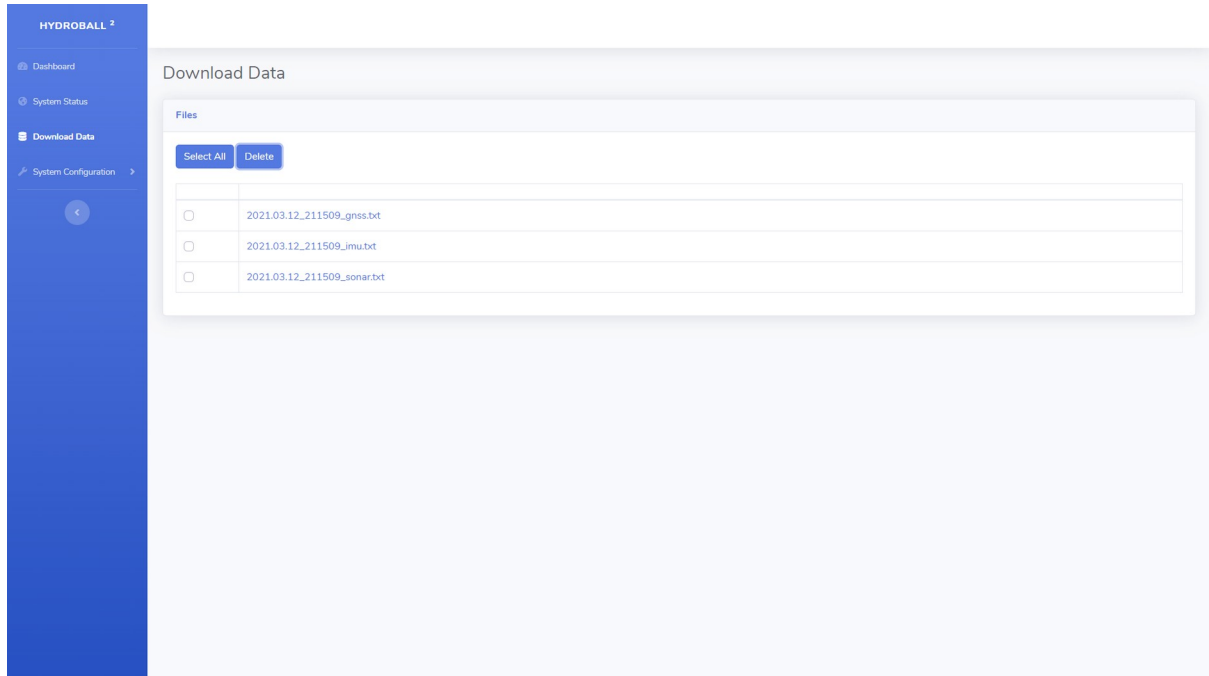 HYDROBALL ²
Dashboard
System Status
Download Data
System Configuration
Download Data
Files
Select All
Delete
2021.03.12_211509_gnss.txt
2021.03.12_211509_imu.txt
2021.03.12_211509_sonar.txt